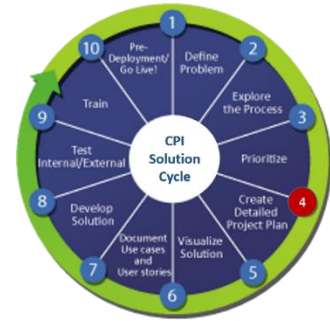 1
Define
Problem
2
Explore
the Process
3
Prioritize
4
Create
Detailed
Project Plan
5
Visualize
Solution
6
Document
Use cases
and
User stories
7
Develop
Solution
8
Test
Internal/External
9
Train
10
Pre-
Deployment/
Go Live!
CPI
Solution
Cycle